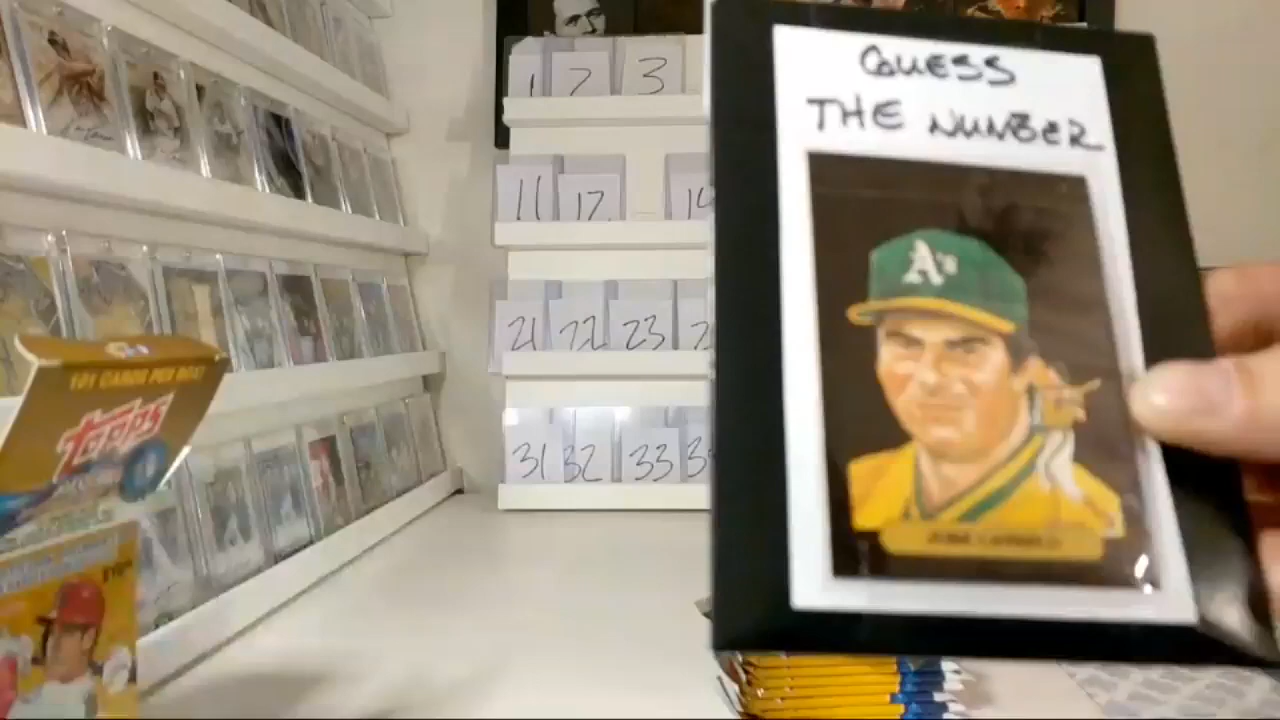 GUESS
THE NUMBER
A's
1 2 3
11 12 14
21 22 23
31 32 33
101 CARDS PER BOX!
Topps